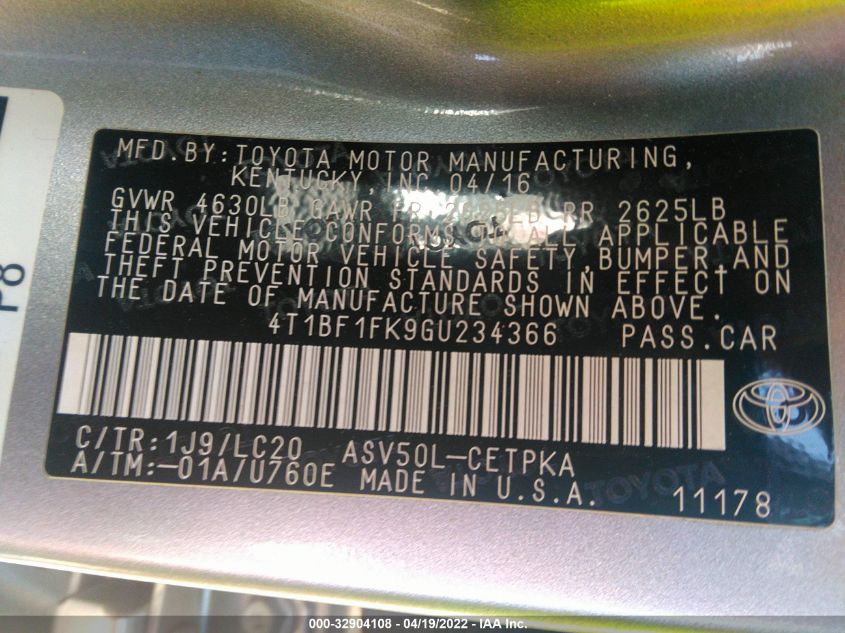 P8
MFD.BY:TOYOTA MOTOR MANUFACTURING,
KENTUCKY, INC 04/16
GVWR 4630LB GAWR FR RR 2625LB
THIS VEHICLE CONFORMS TO ALL APPLICABLE
FEDERAL MOTOR VEHICLE SAFETY,BUMPER,AND
THEFT PREVENTION STANDARDS IN EFFECT ON
THE DATE OF MANUFACTURE SHOWN ABOVE.
4T1BF1FK9GU234366 PASS.CAR
C/TR:1J9/LC20 ASV50L-CETPKA
A/TM:-01A/U760E MADE IN U.S.A. 11178
000-32904108 - 04/19/2022 - IAA Inc.